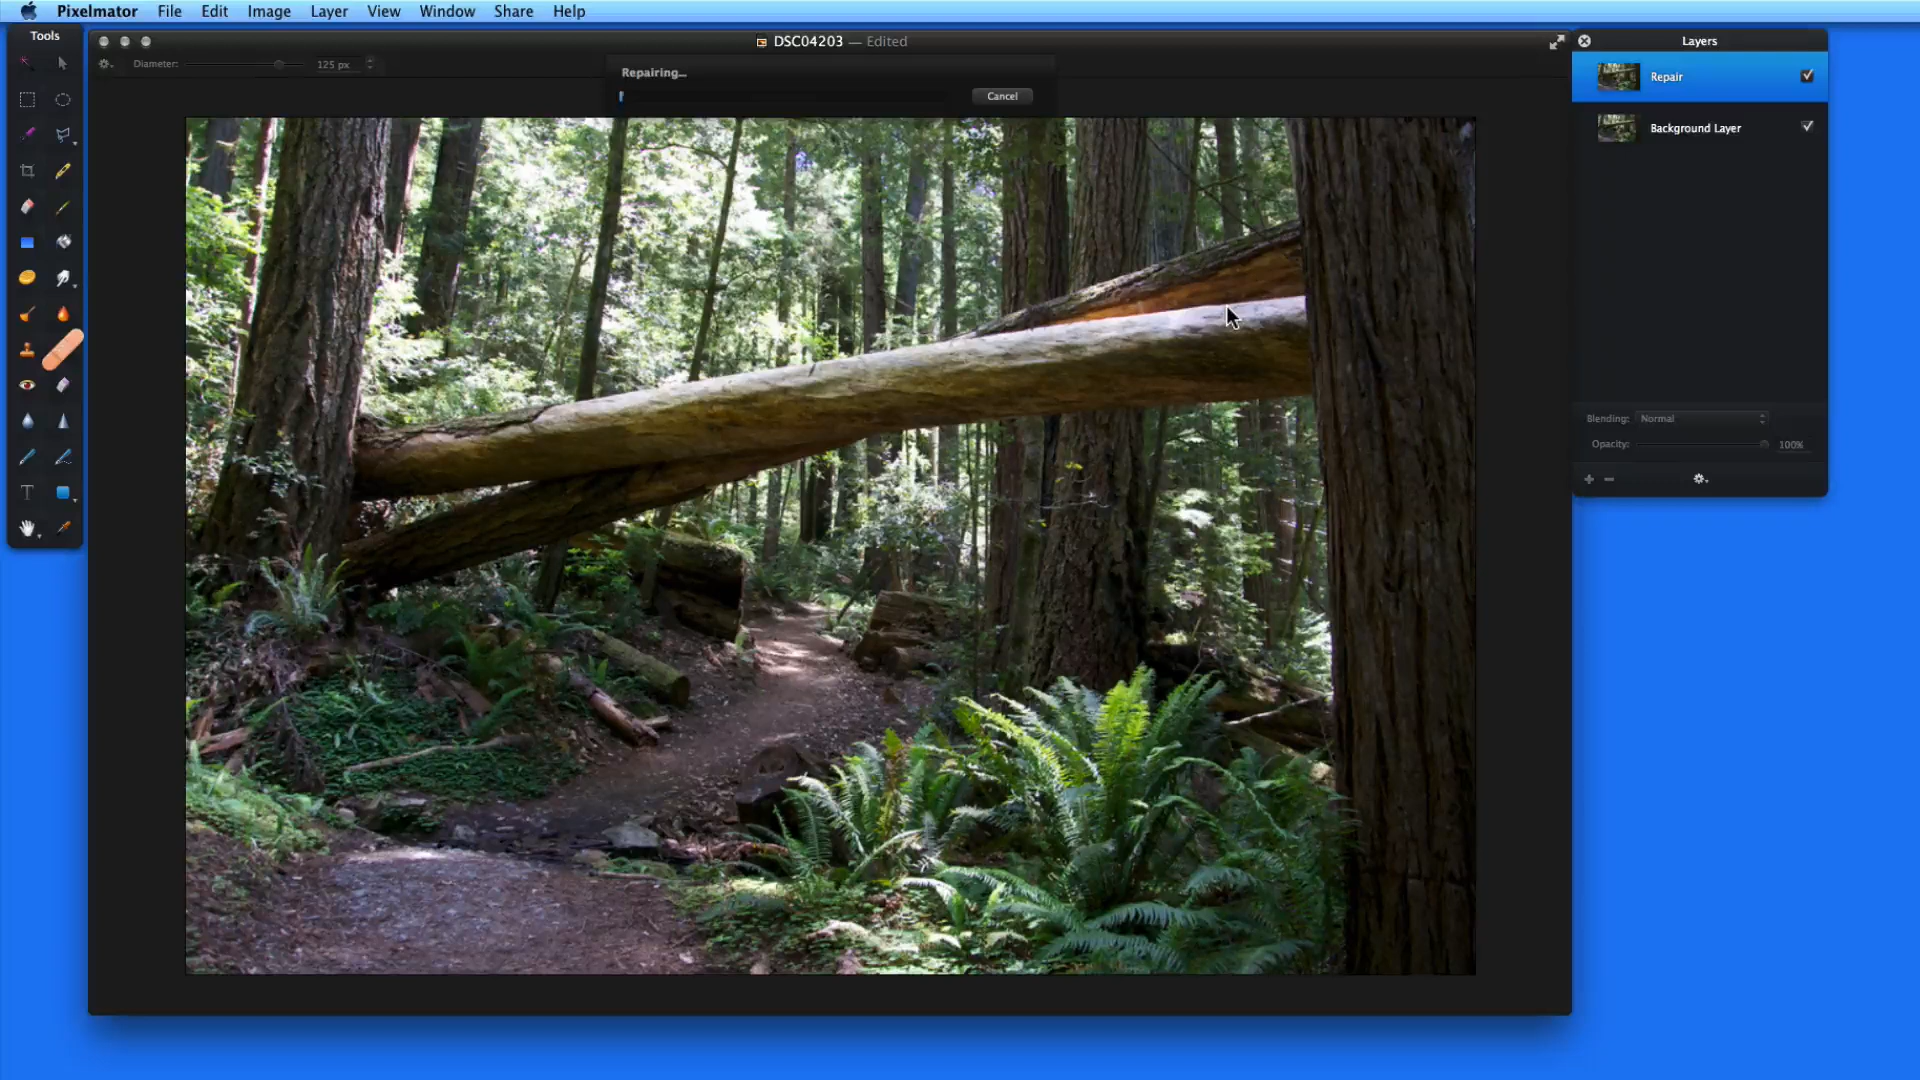 Pixelmator File Edit Image Layer View Window Share Help
Tools
DSC04203 — Edited
Diameter: 125 px
Repairing...
Cancel
Layers
Repair
Background Layer
Blending: Normal
Opacity: 100%
T